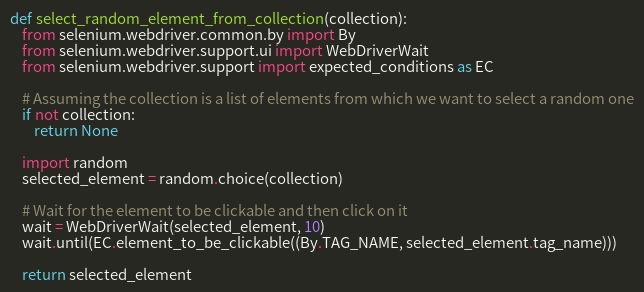 def select_random_element_from_collection(collection):
    from selenium.webdriver.common.by import By
    from selenium.webdriver.support.ui import WebDriverWait
    from selenium.webdriver.support import expected_conditions as EC

    # Assuming the collection is a list of elements from which we want to select a random one
    if not collection:
        return None

    import random
    selected_element = random.choice(collection)

    # Wait for the element to be clickable and then click on it
    wait = WebDriverWait(selected_element, 10)
    wait.until(EC.element_to_be_clickable((By.TAG_NAME, selected_element.tag_name)))

    return selected_element